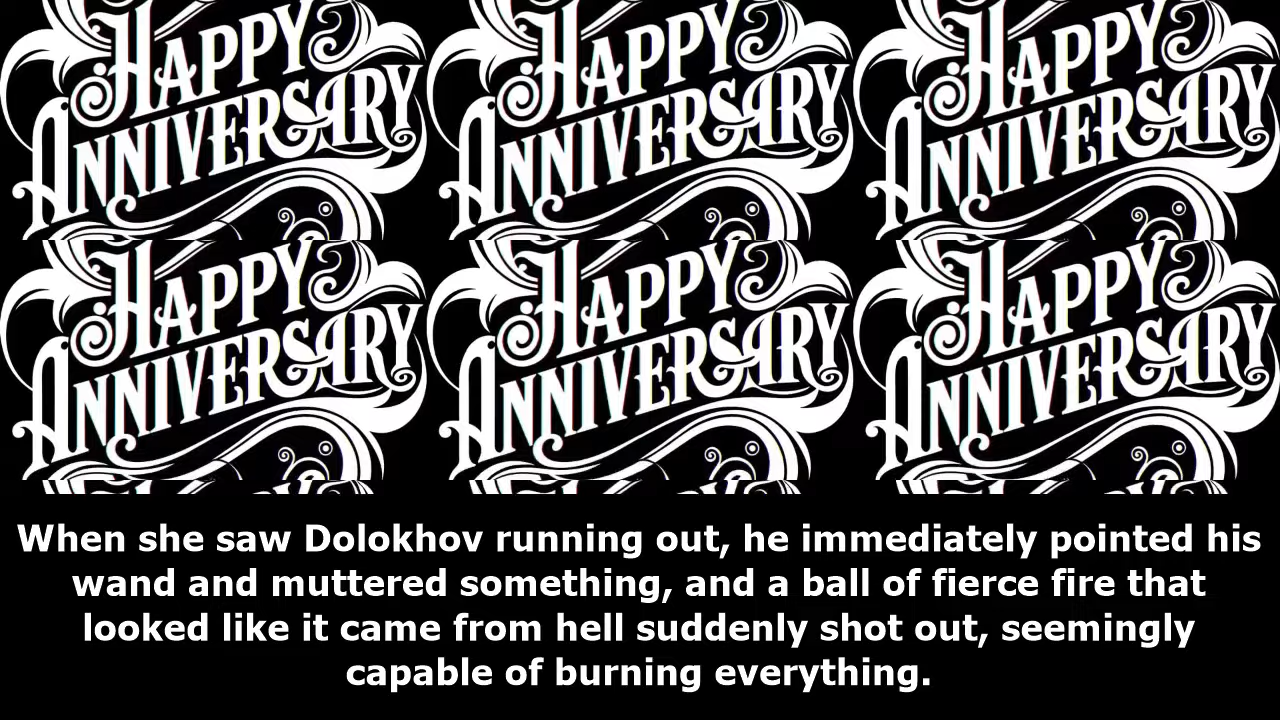 HAPPY HAPPY HAPPY
ANNIVERSARY ANNIVERSARY ANNIVERSARY
HAPPY HAPPY HAPPY
ANNIVERSARY ANNIVERSARY ANNIVERSARY
When she saw Dolokhov running out, he immediately pointed his
wand and muttered something, and a ball of fierce fire that
looked like it came from hell suddenly shot out, seemingly
capable of burning everything.